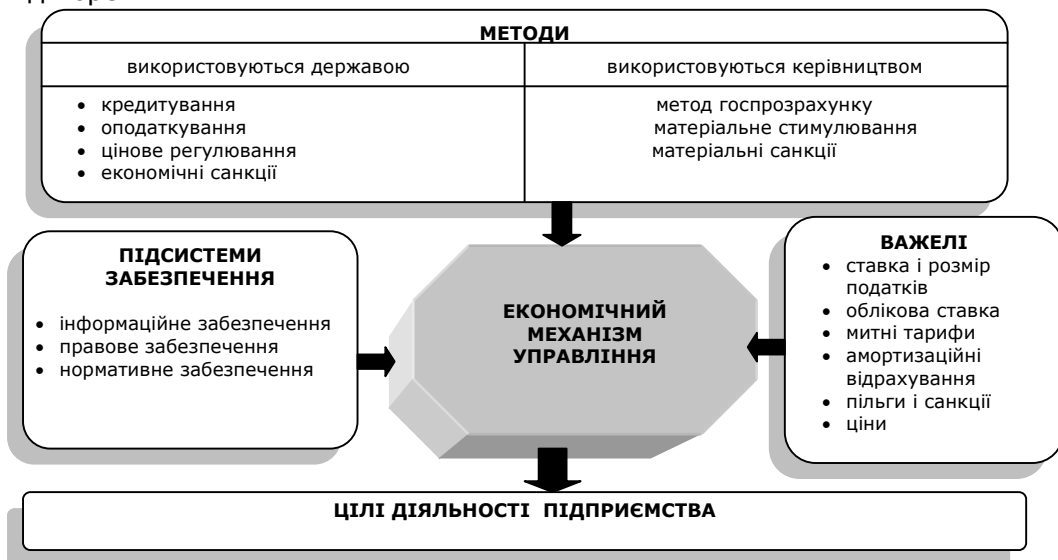 МЕТОДИ
використовуються державою
використовуються керівництвом
• кредитування
• оподаткування
• цінове регулювання
• економічні санкції
метод госпрозрахунку
матеріальне стимулювання
матеріальні санкції
ПІДСИСТЕМИ
ЗАБЕЗПЕЧЕННЯ
• інформаційне забезпечення
• правове забезпечення
• нормативне забезпечення
ЕКОНОМІЧНИЙ
МЕХАНІЗМ
УПРАВЛІННЯ
ВАЖЕЛІ
• ставка і розмір
податків
• облікова ставка
• митні тарифи
• амортизаційні
відрахування
• пільги і санкції
• ціни
ЦІЛІ ДІЯЛЬНОСТІ ПІДПРИЄМСТВА